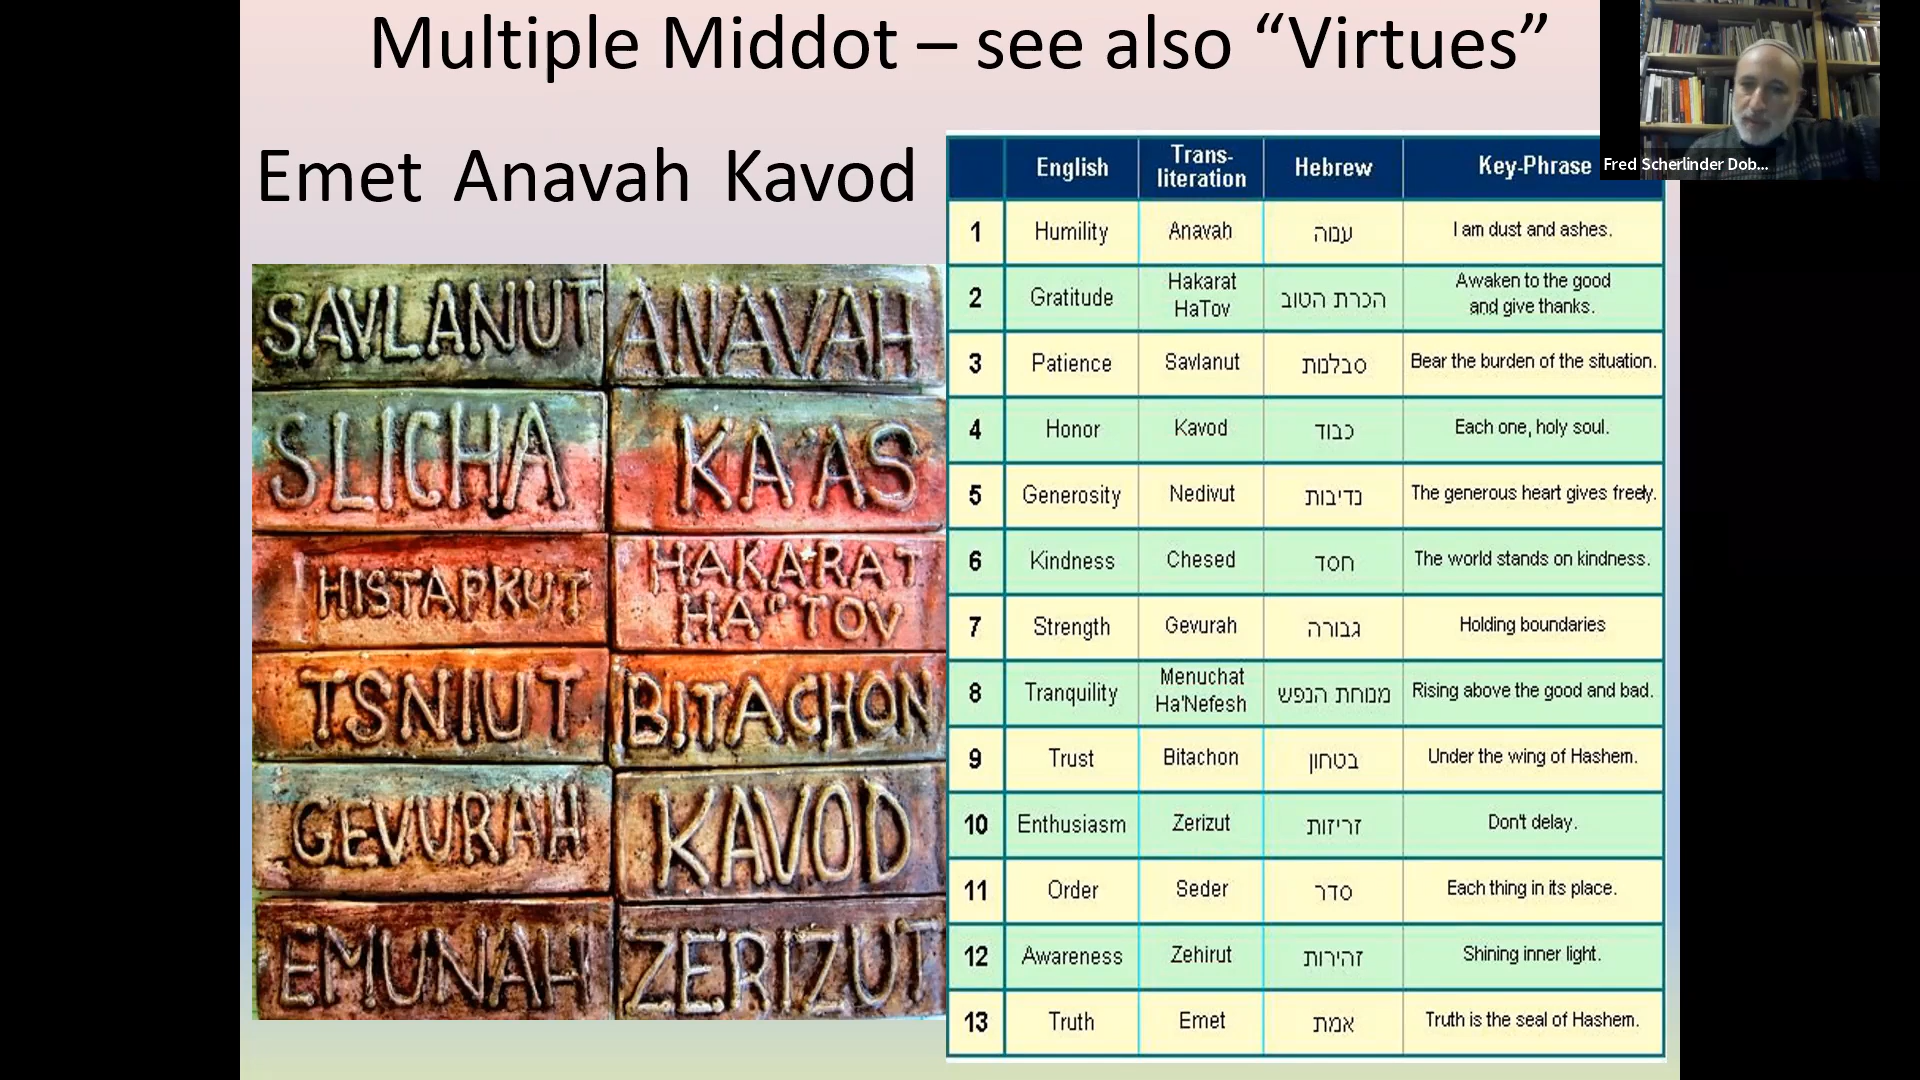 Multiple Middot – see also “Virtues”
Emet Anavah Kavod
SAVLANUT ANAVAH
SLICHA KA'AS
HISTAPKUT HAKARAT
HA"TOV
TSNIUT BITACHON
GEVURAH KAVOD
EMUNAH ZERIZUT
English Trans-
literation Hebrew Key-Phrase
1 Humility Anavah ענוה I am dust and ashes.
2 Gratitude Hakarat
HaTov הכרת הטוב Awaken to the good
and give thanks.
3 Patience Savlanut סבלנות Bear the burden of the situation.
4 Honor Kavod כבוד Each one, holy soul.
5 Generosity Nedivut נדיבות The generous heart gives freely.
6 Kindness Chesed חסד The world stands on kindness.
7 Strength Gevurah גבורה Holding boundaries
8 Tranquility Menuchat
Ha'Nefesh מנוחת הנפש Rising above the good and bad.
9 Trust Bitachon בטחון Under the wing of Hashem.
10 Enthusiasm Zerizut זריזות Don't delay.
11 Order Seder סדר Each thing in its place.
12 Awareness Zehirut זהירות Shining inner light.
13 Truth Emet אמת Truth is the seal of Hashem.
Fred Scherlinder Dob...